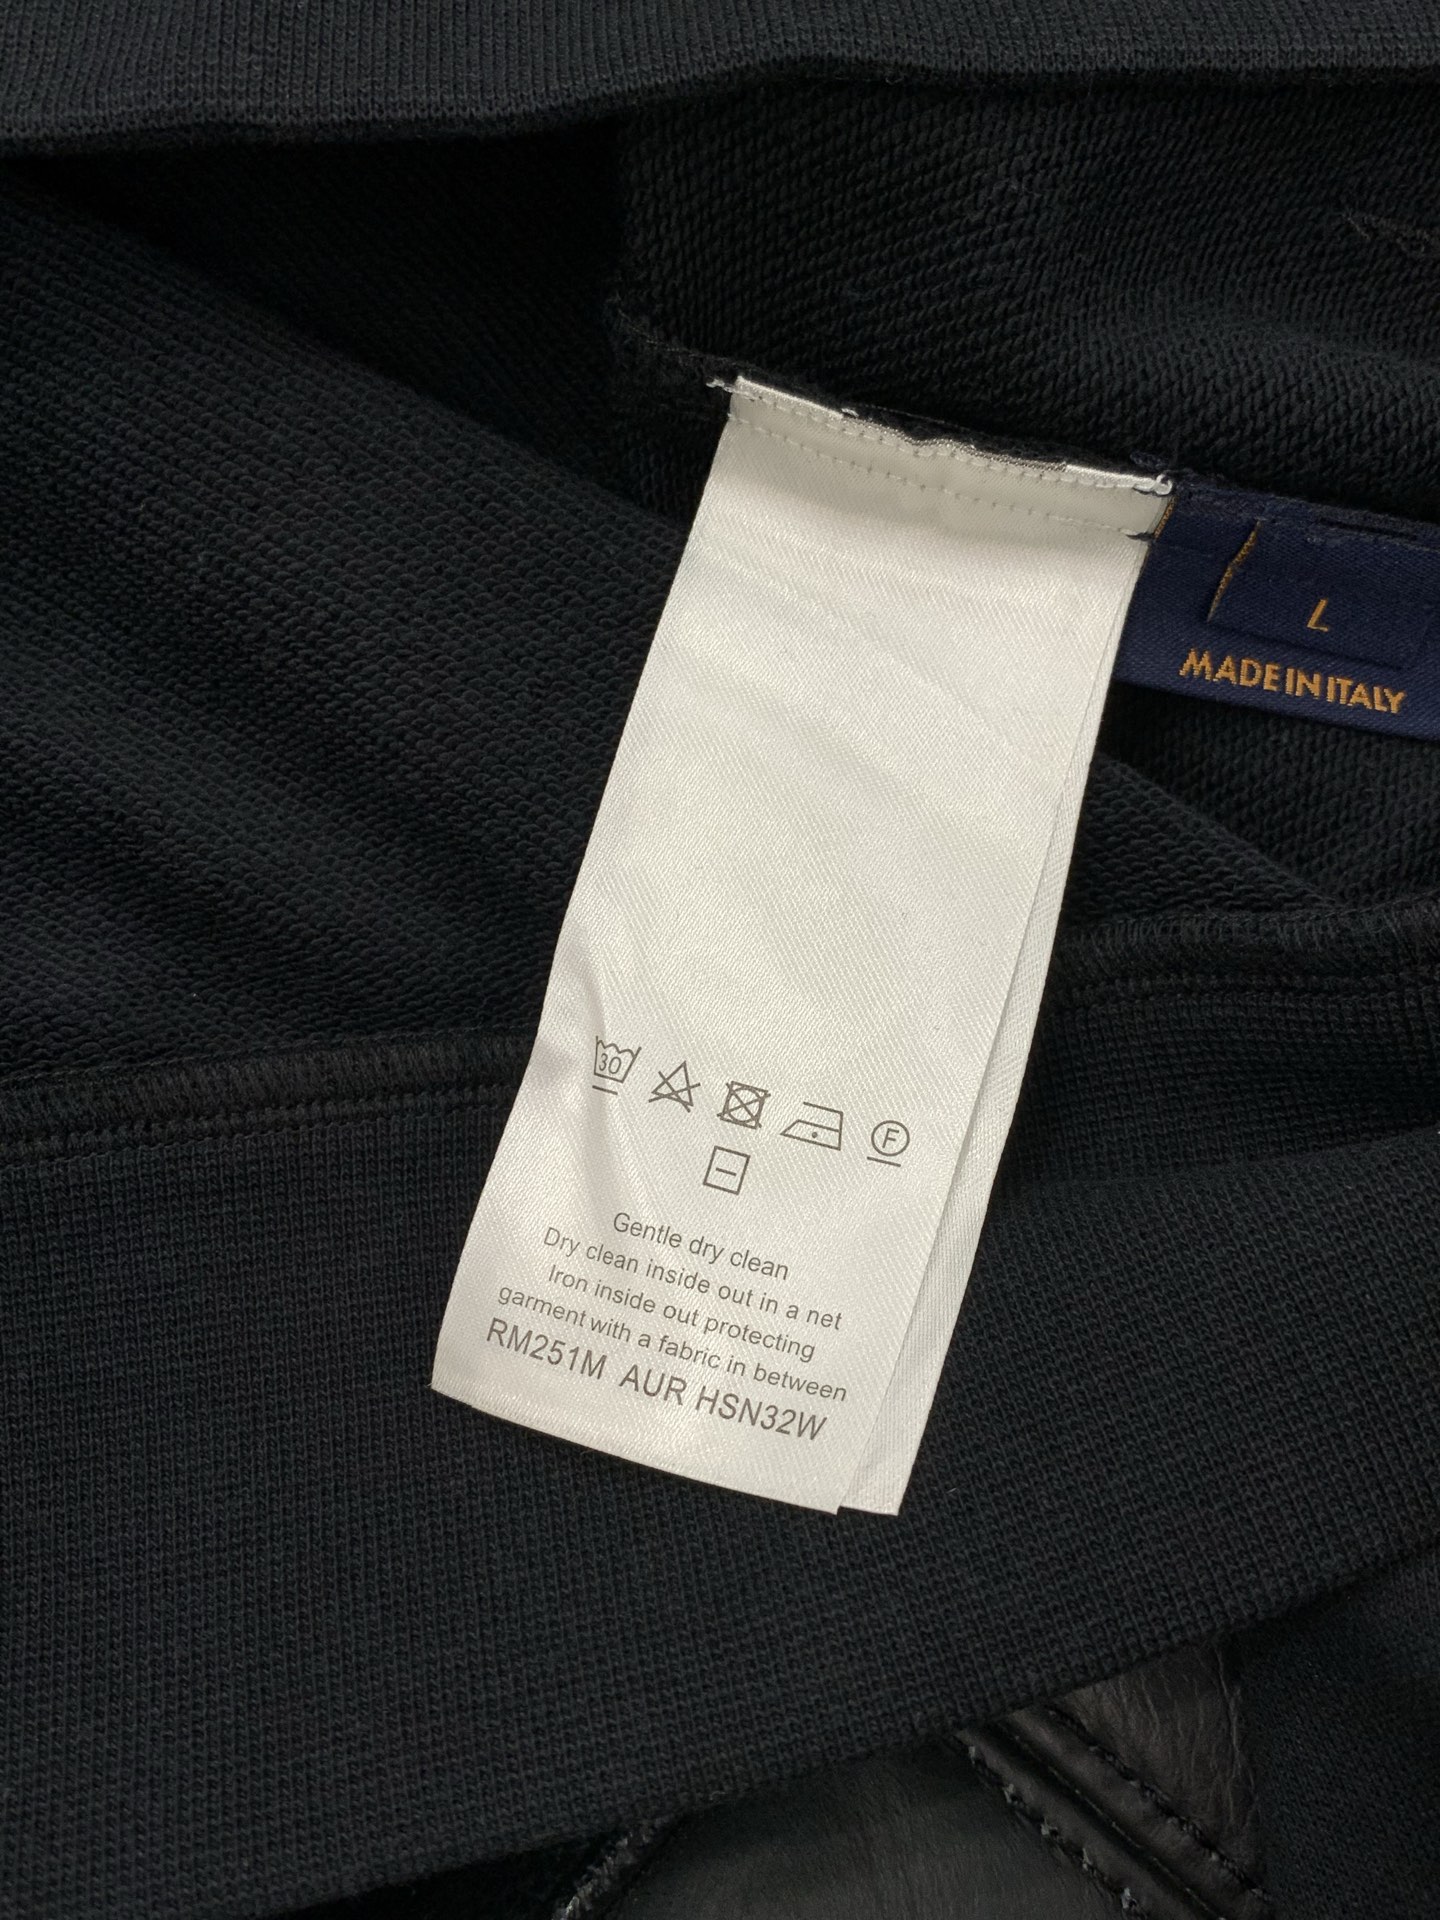 L
MADE IN ITALY
30
F
Gentle dry clean
Dry clean inside out in a net
Iron inside out protecting
garment with a fabric in between
RM251M AUR HSN32W